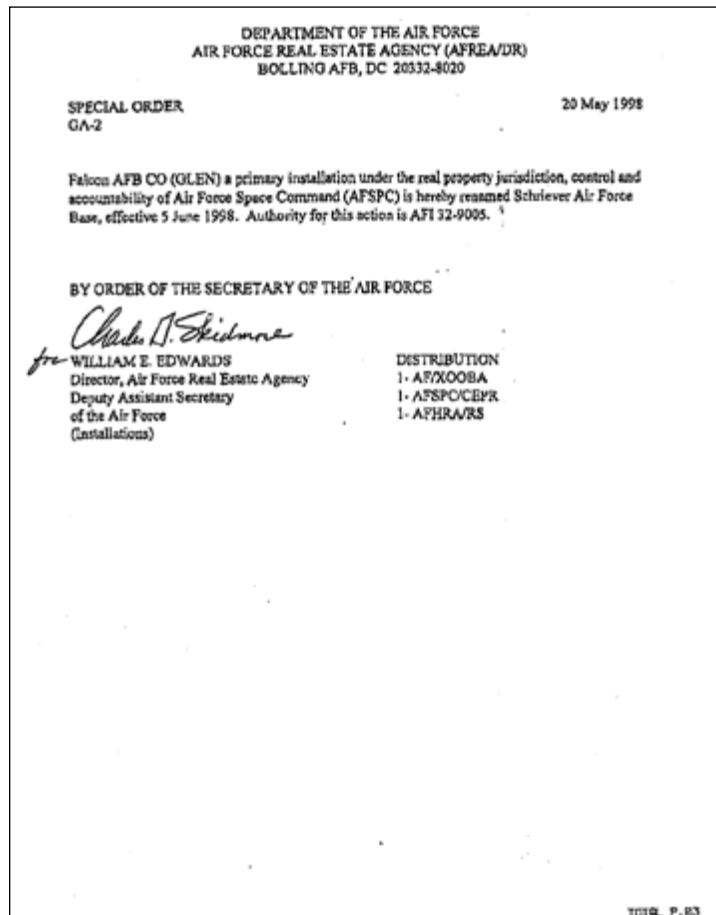 DEPARTMENT OF THE AIR FORCE
AIR FORCE REAL ESTATE AGENCY (AFREA/DR)
BOLLING AFB, DC 20332-8020
SPECIAL ORDER
20 May 1998
GA-2
Falcon AFB CO (GLEN) a primary installation under the real property jurisdiction, control and
accountability of Air Force Space Command (AFSPC) is hereby renamed Schriever Air Force
Base, effective 5 June 1998. Authority for this action is AFI 32-9005.
BY ORDER OF THE SECRETARY OF THE AIR FORCE
Charles D. Skidmore
for WILLIAM E. EDWARDS
Director, Air Force Real Estate Agency
Deputy Assistant Secretary
of the Air Force
(Installations)
DISTRIBUTION
1- AF/XOOBA
1- AFSPC/CEPR
1- AFHRA/RS
TOTAL P.03